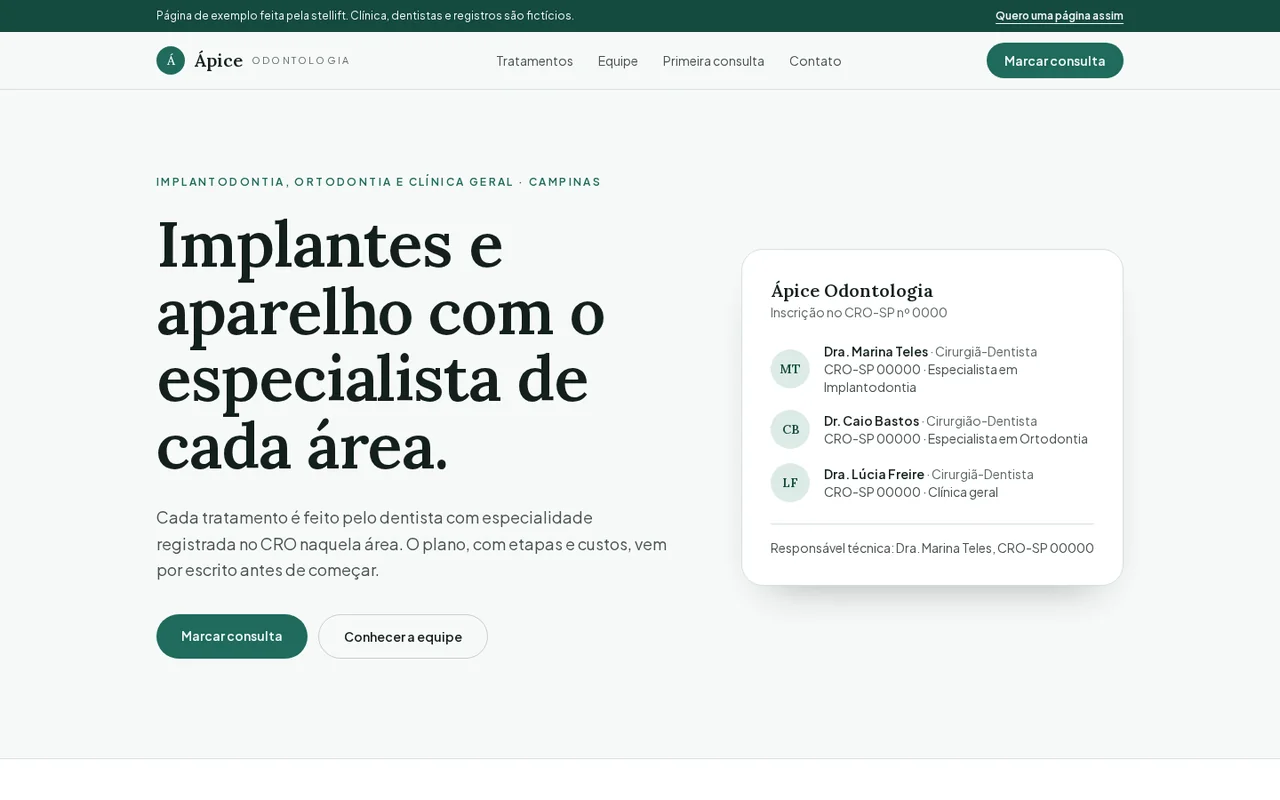 Página de exemplo feita pela stellift. Clínica, dentistas e registros são fictícios.
Quero uma página assim
Á
Ápice ODONTOLOGIA
Tratamentos
Equipe
Primeira consulta
Contato
Marcar consulta
IMPLANTODONTIA, ORTODONTIA E CLÍNICA GERAL · CAMPINAS
Implantes e
aparelho com o
especialista de
cada área.
Cada tratamento é feito pelo dentista com especialidade
registrada no CRO naquela área. O plano, com etapas e custos, vem
por escrito antes de começar.
Marcar consulta
Conhecer a equipe
Ápice Odontologia
Inscrição no CRO-SP nº 0000
MT
Dra. Marina Teles · Cirurgiã-Dentista
CRO-SP 00000 · Especialista em
Implantodontia
CB
Dr. Caio Bastos · Cirurgião-Dentista
CRO-SP 00000 · Especialista em Ortodontia
LF
Dra. Lúcia Freire · Cirurgiã-Dentista
CRO-SP 00000 · Clínica geral
Responsável técnica: Dra. Marina Teles, CRO-SP 00000